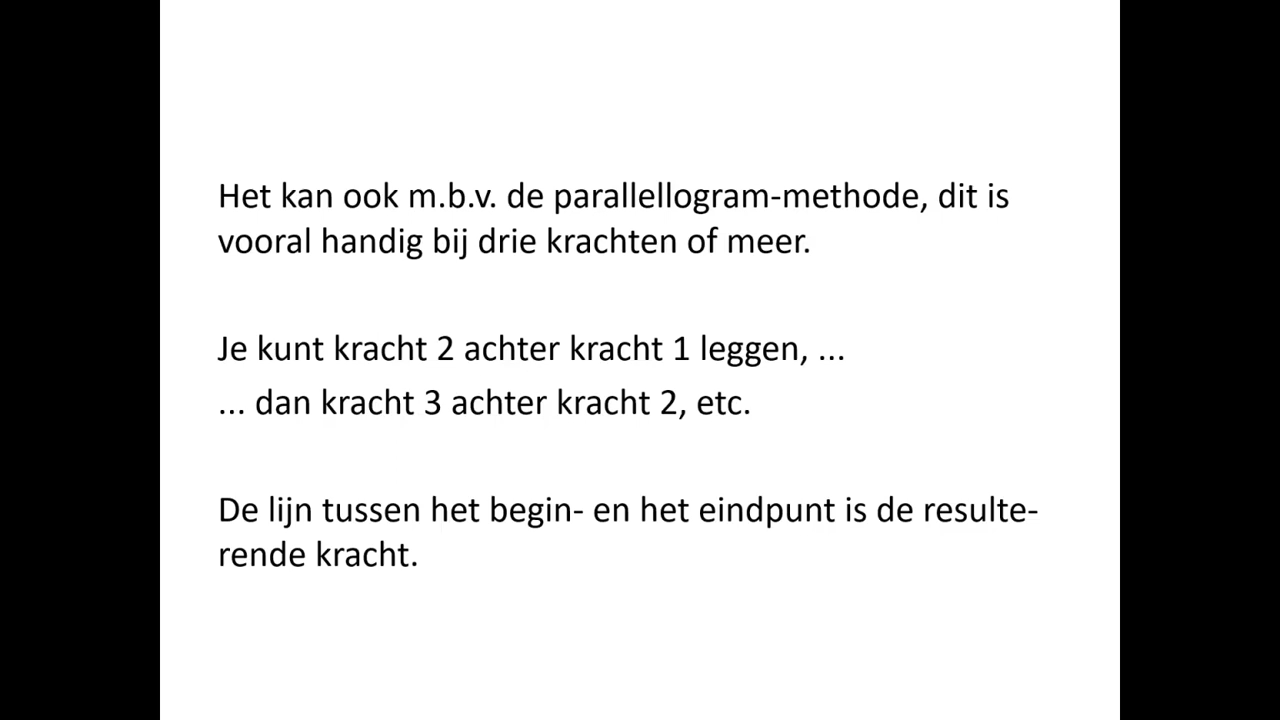 Het kan ook m.b.v. de parallellogram-methode, dit is
vooral handig bij drie krachten of meer.
Je kunt kracht 2 achter kracht 1 leggen, ...
... dan kracht 3 achter kracht 2, etc.
De lijn tussen het begin- en het eindpunt is de resulte-
rende kracht.